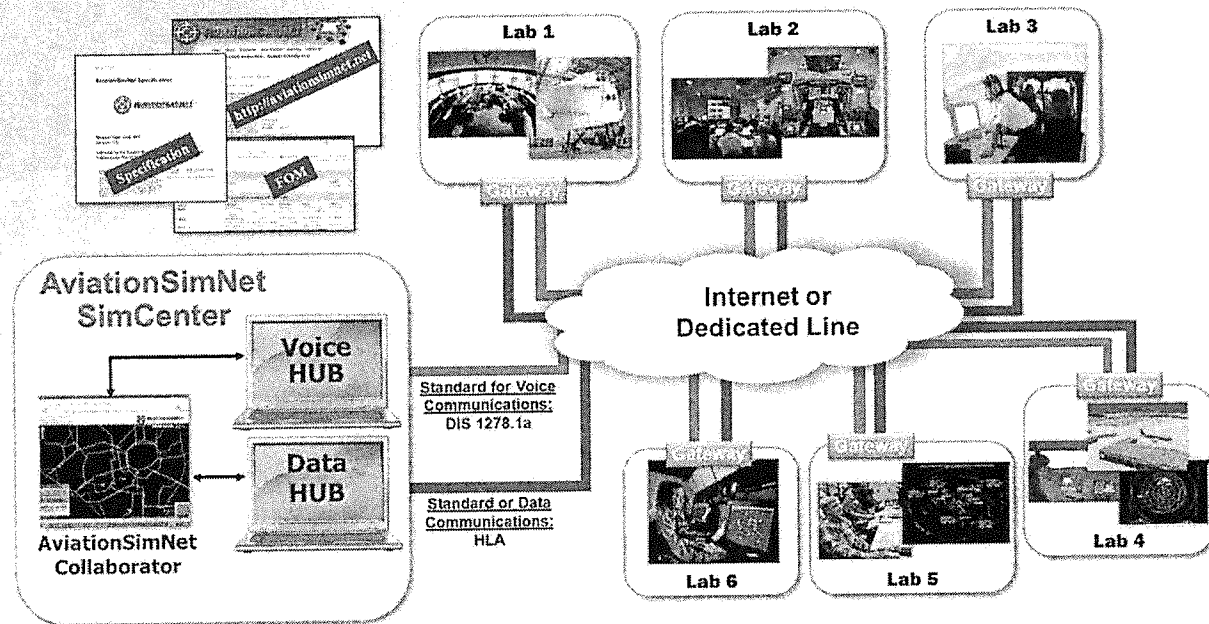 AviationSimNet Specification
Specification
http://aviationsimnet.net
FOM
Lab 1
Gateway
Lab 2
Gateway
Lab 3
Gateway
AviationSimNet
SimCenter
Voice
HUB
Data
HUB
AviationSimNet
Collaborator
Standard for Voice
Communications:
DIS 1278.1a
Standard or Data
Communications:
HLA
Internet or
Dedicated Line
Gateway
Lab 4
Gateway
Lab 5
Gateway
Lab 6